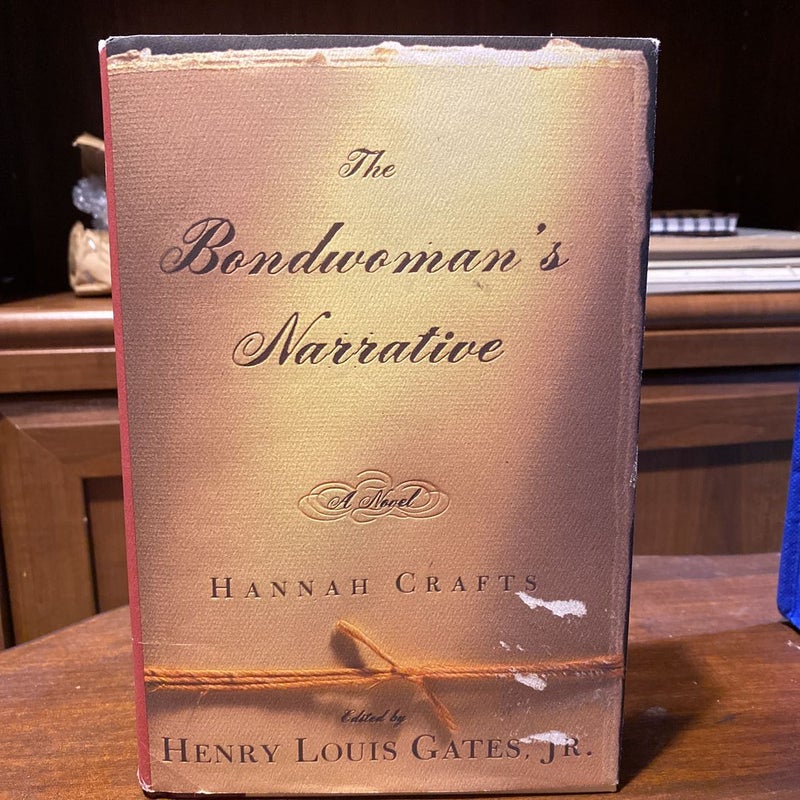 The
Bondwoman's
Narrative
A Novel
HANNAH CRAFTS
Edited by
HENRY LOUIS GATES, JR.